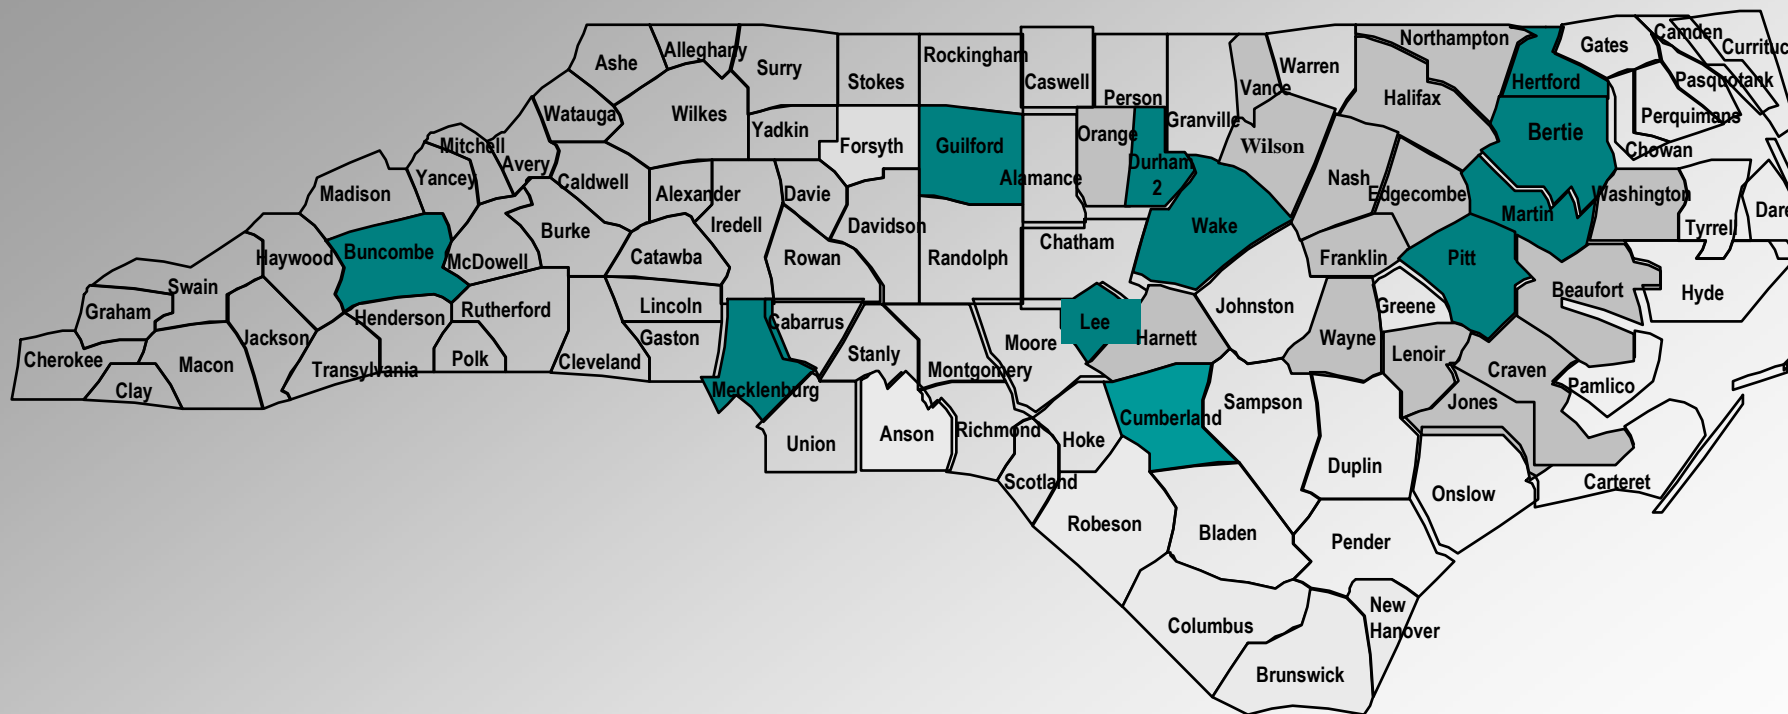 Ashe
Alleghany
Surry
Stokes
Rockingham
Caswell
Person
Granville
Vance
Warren
Northampton
Halifax
Hertford
Gates
Camden
Currituc
Pasquotank
Perquimans
Chowan
Bertie
Watauga
Wilkes
Yadkin
Forsyth
Guilford
Alamance
Orange
Durham
2
Wilson
Nash
Edgecombe
Martin
Washington
Tyrrell
Dare
Mitchell
Avery
Yancey
Madison
Caldwell
Alexander
Davie
Iredell
Davidson
Randolph
Chatham
Wake
Franklin
Pitt
Beaufort
Hyde
Buncombe
Haywood
McDowell
Burke
Catawba
Rowan
Swain
Graham
Cherokee
Clay
Macon
Jackson
Transylvania
Henderson
Polk
Rutherford
Cleveland
Lincoln
Gaston
Mecklenburg
Cabarrus
Stanly
Montgomery
Moore
Lee
Harnett
Johnston
Wayne
Greene
Lenoir
Craven
Pamlico
Jones
Union
Anson
Richmond
Scotland
Hoke
Cumberland
Sampson
Duplin
Onslow
Carteret
Robeson
Bladen
Pender
Columbus
New
Hanover
Brunswick